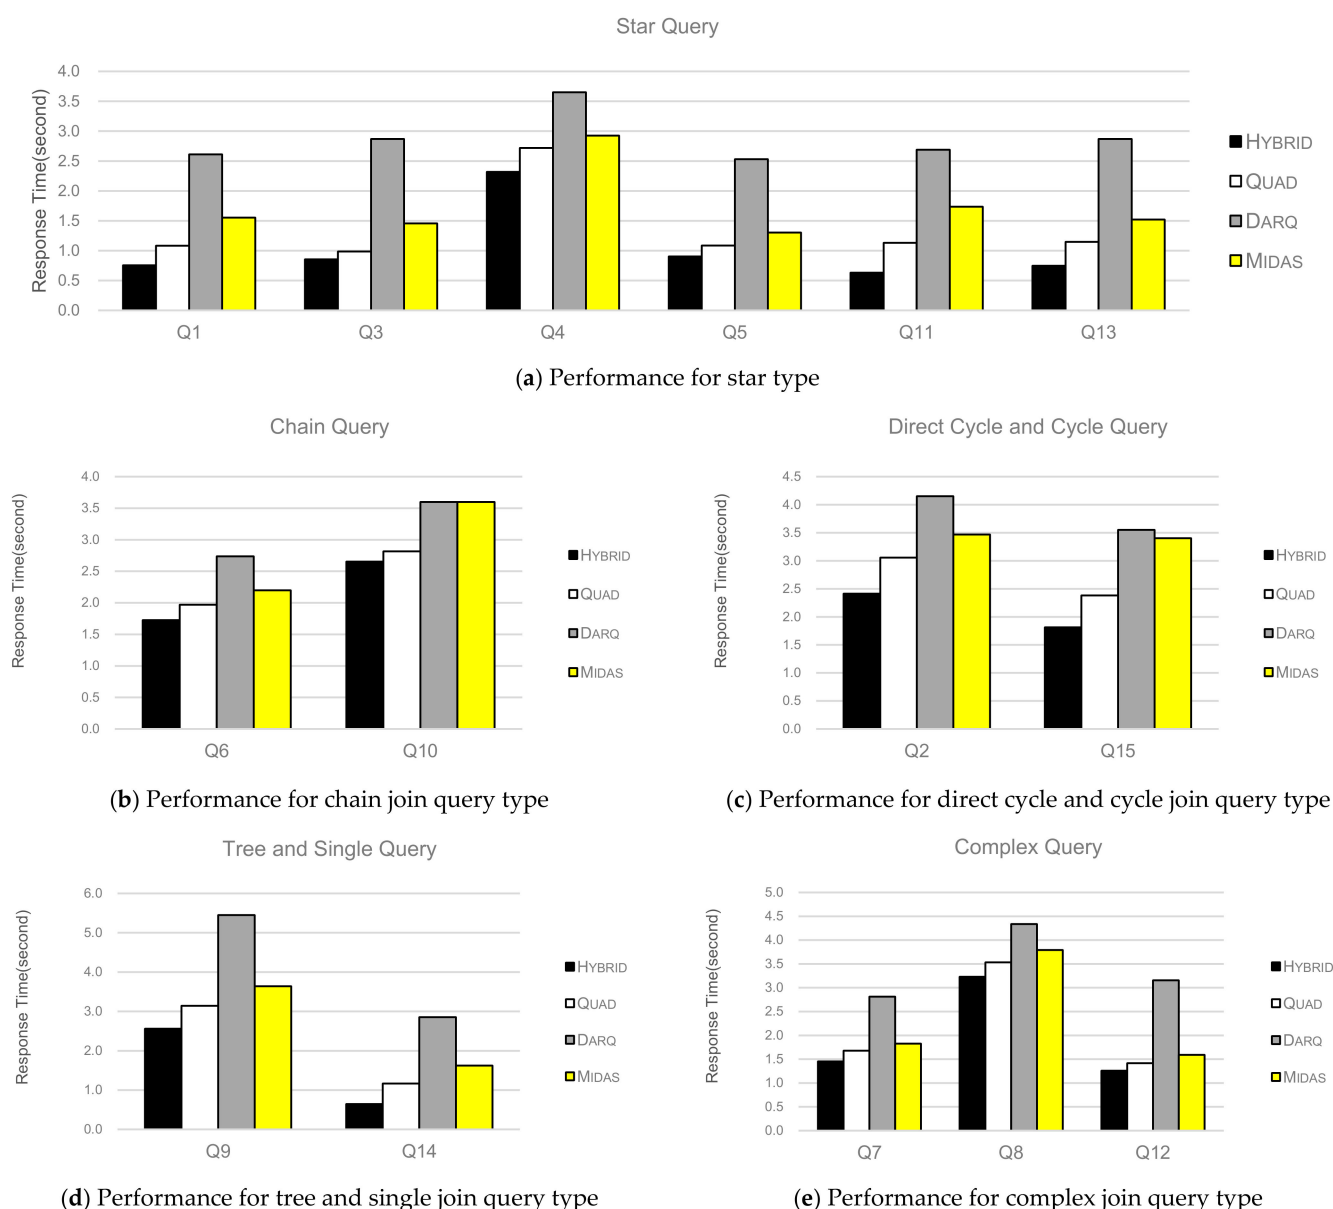 Star Query
Response Time(second)
4.0
3.5
3.0
2.5
2.0
1.5
1.0
0.5
0.0
Q1 Q3 Q4 Q5 Q11 Q13
HYBRID
QUAD
DARQ
MIDAS
(a) Performance for star type
Chain Query
Response Time(second)
4.0
3.5
3.0
2.5
2.0
1.5
1.0
0.5
0.0
Q6 Q10
HYBRID
QUAD
DARQ
MIDAS
(b) Performance for chain join query type
Direct Cycle and Cycle Query
Response Time(second)
4.5
4.0
3.5
3.0
2.5
2.0
1.5
1.0
0.5
0.0
Q2 Q15
HYBRID
QUAD
DARQ
MIDAS
(c) Performance for direct cycle and cycle join query type
Tree and Single Query
Response Time(second)
6.0
5.0
4.0
3.0
2.0
1.0
0.0
Q9 Q14
HYBRID
QUAD
DARQ
MIDAS
(d) Performance for tree and single join query type
Complex Query
Response Time(second)
5.0
4.5
4.0
3.5
3.0
2.5
2.0
1.5
1.0
0.5
0.0
Q7 Q8 Q12
HYBRID
QUAD
DARQ
MIDAS
(e) Performance for complex join query type